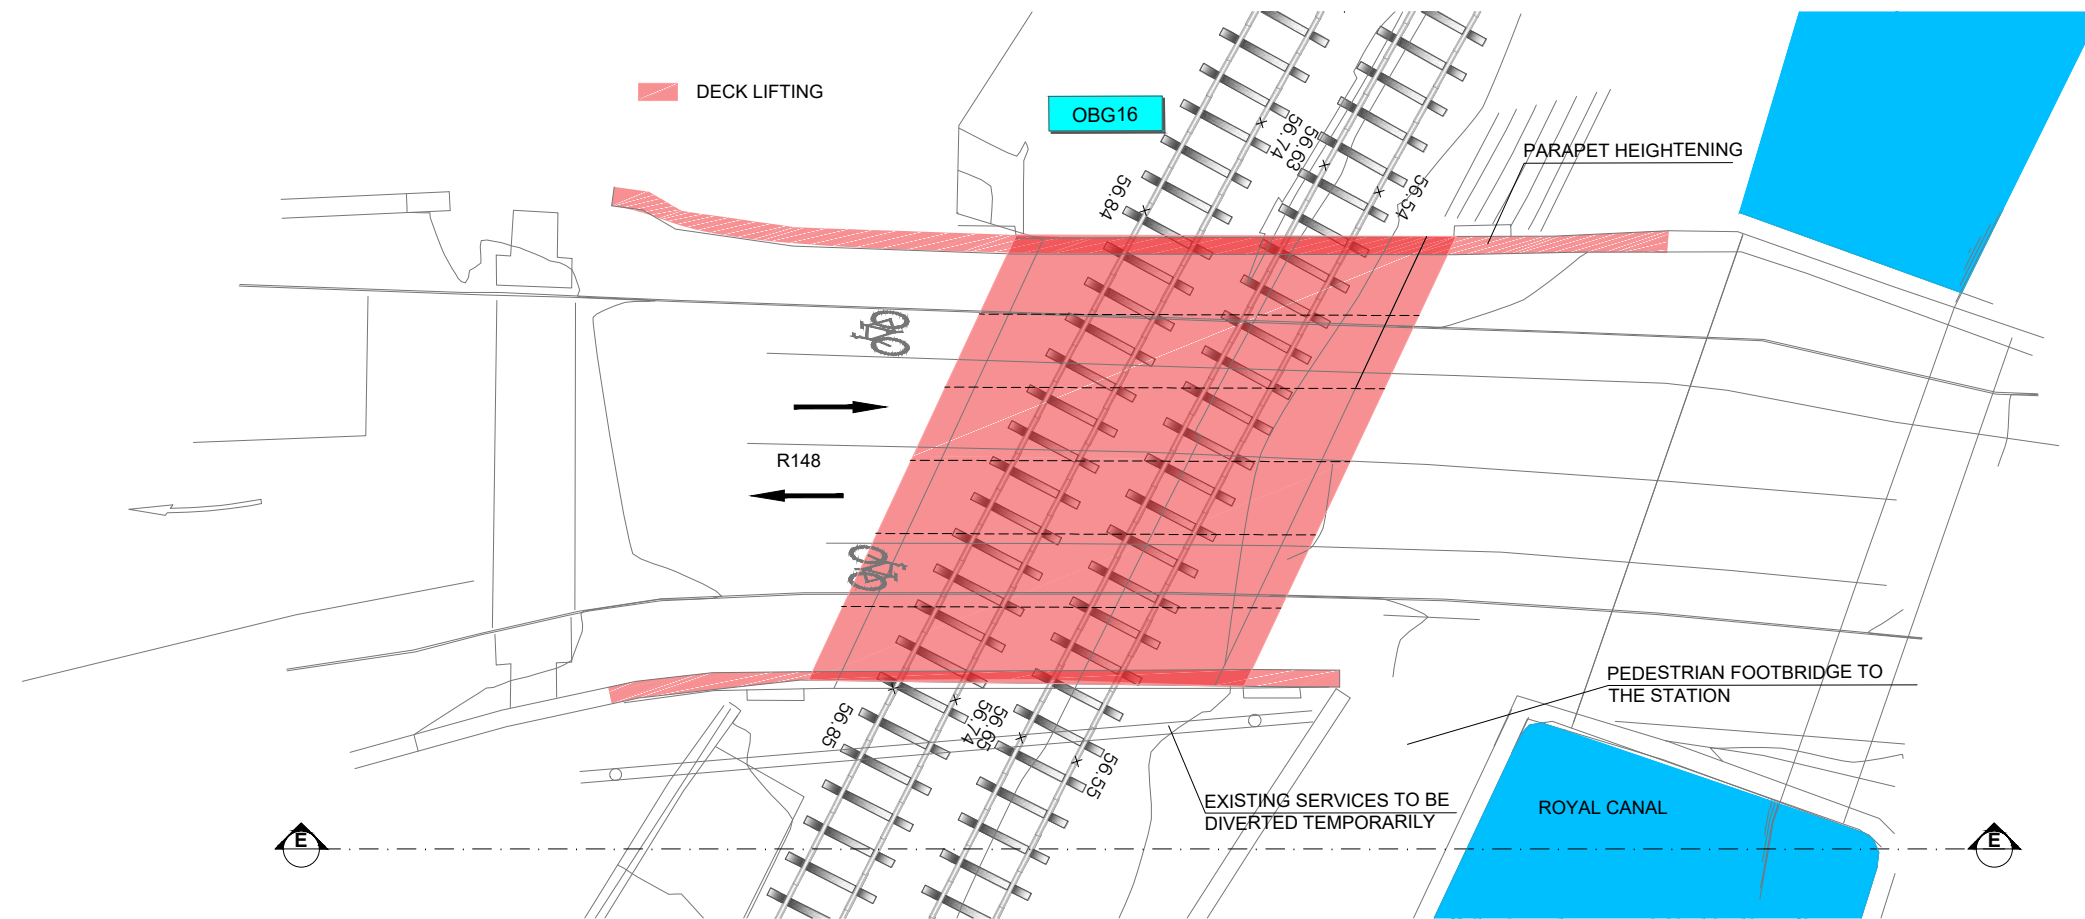 DECK LIFTING
OBG16
PARAPET HEIGHTENING
56.74
56.63
56.84
56.54
R148
PEDESTRIAN FOOTBRIDGE TO
THE STATION
56.85
56.74
56.65
56.55
EXISTING SERVICES TO BE
DIVERTED TEMPORARILY
ROYAL CANAL
E
E